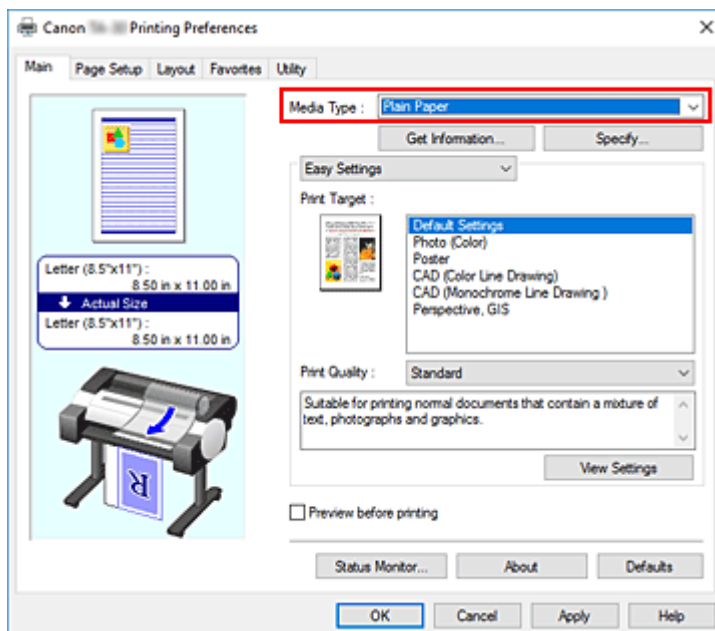 Canon Printing Preferences
Main Page Setup Layout Favorites Utility
Media Type : Plain Paper
Get Information... Specify...
Easy Settings
Print Target :
Default Settings
Photo (Color)
Poster
CAD (Color Line Drawing)
CAD (Monochrome Line Drawing )
Perspective, GIS
Letter (8.5"x11") :
8.50 in x 11.00 in
Actual Size
Letter (8.5"x11") :
8.50 in x 11.00 in
R
Print Quality : Standard
Suitable for printing normal documents that contain a mixture of
text, photographs and graphics.
View Settings
Preview before printing
Status Monitor... About Defaults
OK Cancel Apply Help